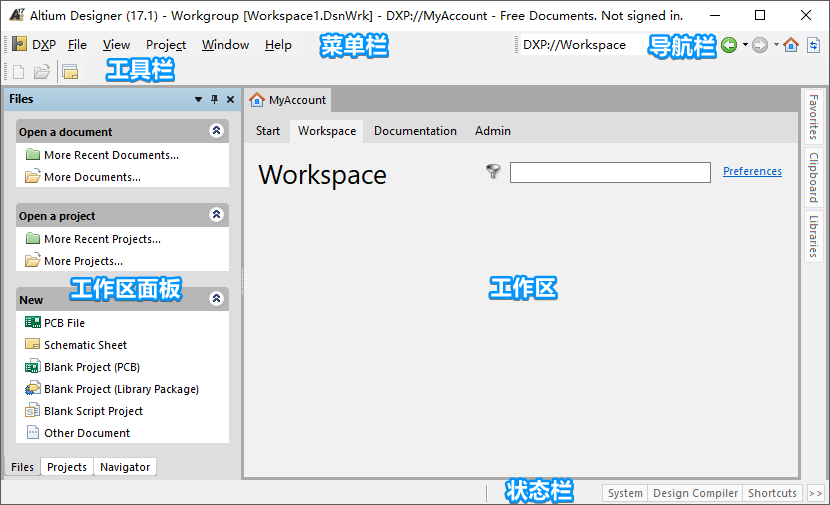 Altium Designer (17.1) - Workgroup [Workspace1.DsnWrk] - DXP://MyAccount - Free Documents. Not signed in.
DXP File View Project Window Help 菜单栏 DXP://Workspace 导航栏
工具栏
Files
MyAccount
Start Workspace Documentation Admin
Workspace
Preferences
Open a document
More Recent Documents...
More Documents...
Open a project
More Recent Projects...
More Projects...
工作区面板
工作区
New
PCB File
Schematic Sheet
Blank Project (PCB)
Blank Project (Library Package)
Blank Script Project
Other Document
Files Projects Navigator
Favorites
Clipboard
Libraries
状态栏 System Design Compiler Shortcuts >>